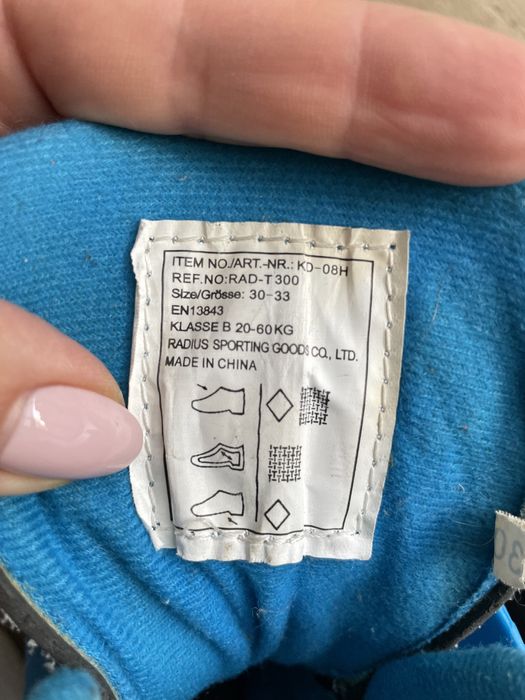 ITEM NO./ART.-NR.: KD-08H
REF.NO:RAD-T300
Size/Grösse: 30-33
EN13843
KLASSE B 20-60KG
RADIUS SPORTING GOODS CO., LTD.
MADE IN CHINA
30